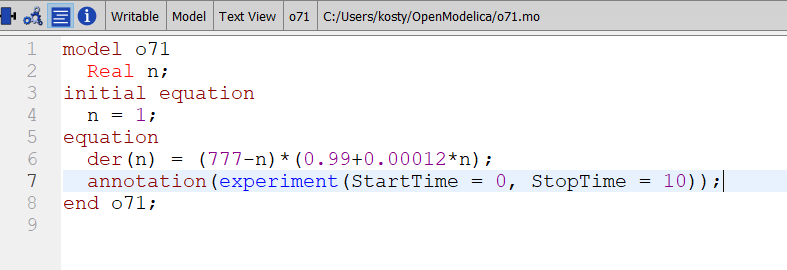 Writable Model Text View o71 C:/Users/kosty/OpenModelica/o71.mo
1 model o71
2   Real n;
3 initial equation
4   n = 1;
5 equation
6   der(n) = (777-n)*(0.99+0.00012*n);
7   annotation(experiment(StartTime = 0, StopTime = 10));
8 end o71;
9